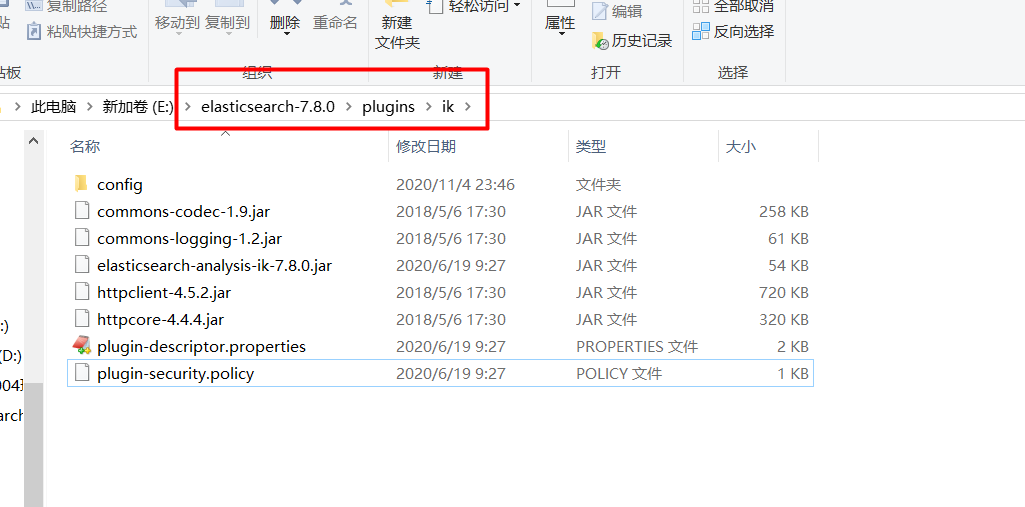 复制路径
粘贴快捷方式
移动到 复制到
删除 重命名
组织
新建
文件夹
轻松访问
新建
属性
编辑
历史记录
打开
全部取消
反向选择
选择
此电脑 新加卷 (E:) elasticsearch-7.8.0 plugins ik
名称 修改日期 类型 大小
config 2020/11/4 23:46 文件夹
commons-codec-1.9.jar 2018/5/6 17:30 JAR 文件 258 KB
commons-logging-1.2.jar 2018/5/6 17:30 JAR 文件 61 KB
elasticsearch-analysis-ik-7.8.0.jar 2020/6/19 9:27 JAR 文件 54 KB
httpclient-4.5.2.jar 2018/5/6 17:30 JAR 文件 720 KB
httpcore-4.4.4.jar 2018/5/6 17:30 JAR 文件 320 KB
plugin-descriptor.properties 2020/6/19 9:27 PROPERTIES 文件 2 KB
plugin-security.policy 2020/6/19 9:27 POLICY 文件 1 KB
:)
(D:)